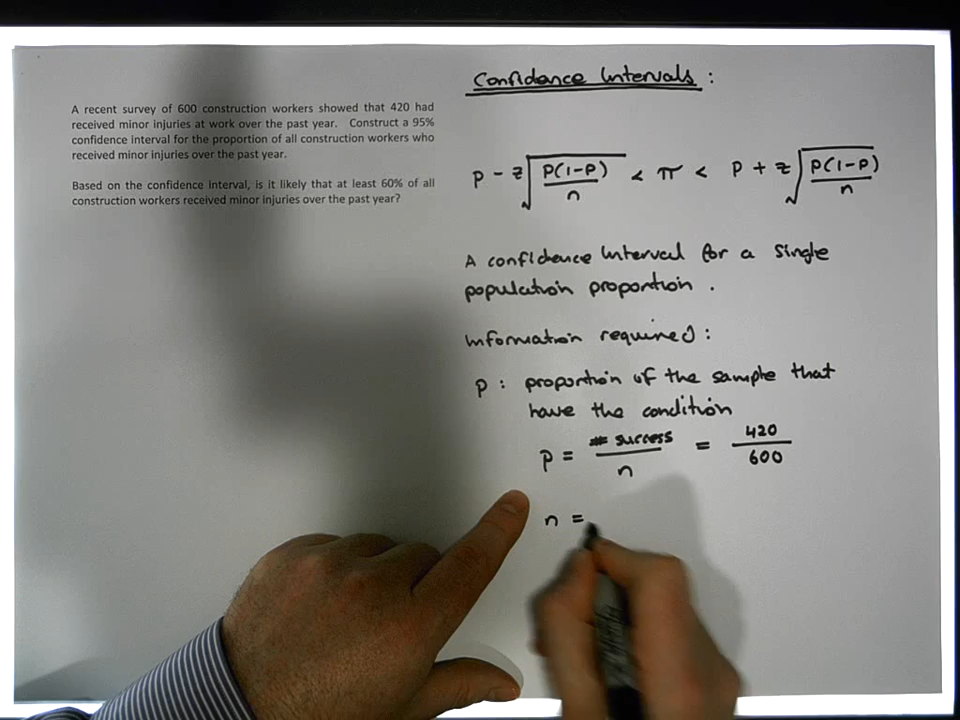 A recent survey of 600 construction workers showed that 420 had
received minor injuries at work over the past year. Construct a 95%
confidence interval for the proportion of all construction workers who
received minor injuries over the past year.
Based on the confidence interval, is it likely that at least 60% of all
construction workers received minor injuries over the past year?
Confidence Intervals :
p - z√(p(1-p)/n) < π < p + z√(p(1-p)/n)
A confidence interval for a single
population proportion .
Information required :
p : proportion of the sample that
have the condition
p = # success / n = 420 / 600
n =